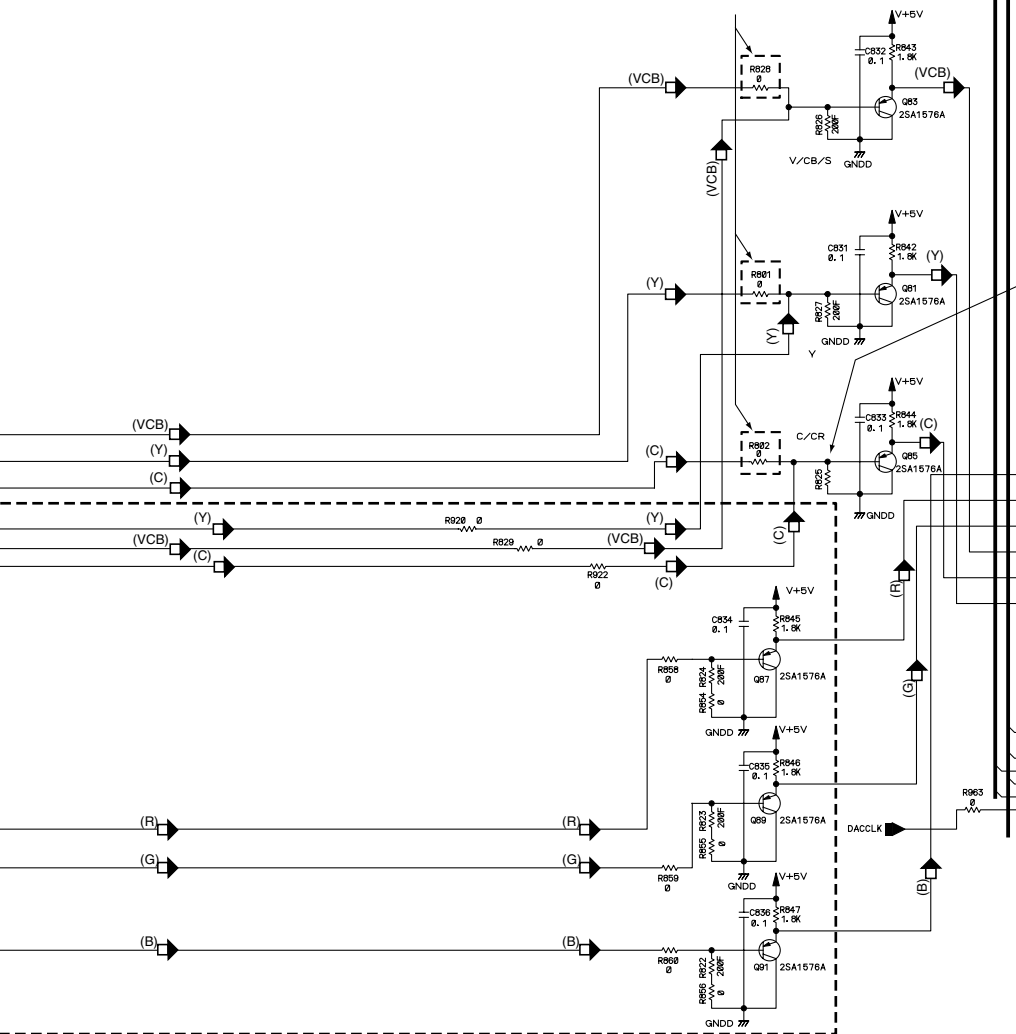 V+5V
C832
0.1
R843
1.8K
R828
0
(VCB)
(VCB)
Q83
2SA1576A
R826
200F
V/CB/S
GNDD
(VCB)
V+5V
C831
0.1
R842
1.8K
(Y)
R801
0
(Y)
Q81
2SA1576A
R827
200F
GNDD
(Y)
Y
V+5V
C833
0.1
R844
1.8K
(C)
C/CR
R802
0
(C)
Q85
2SA1576A
R825
GNDD
(VCB)
(Y)
(C)
(Y)
R920 0
(Y)
(C)
(VCB)
R829 0
(VCB)
(C)
R922
0
(C)
(R)
V+5V
C834
0.1
R845
1.8K
R858
0
R824
200F
R854
0
Q87
2SA1576A
(G)
GNDD
V+5V
C835
0.1
R846
1.8K
R823
200F
R855
0
Q89
2SA1576A
R963
0
DACCLK
(R)
(R)
(G)
(G)
R859
0
GNDD
V+5V
(B)
C836
0.1
R847
1.8K
(B)
(B)
R860
0
R822
200F
R856
0
Q91
2SA1576A
GNDD